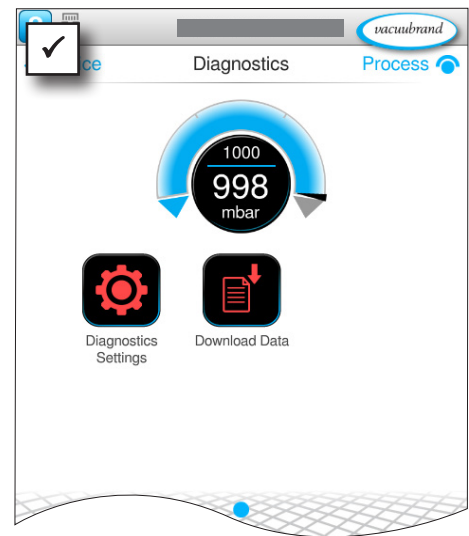 vacuubrand
Diagnostics
Process
1000
998
mbar
Diagnostics
Settings
Download Data